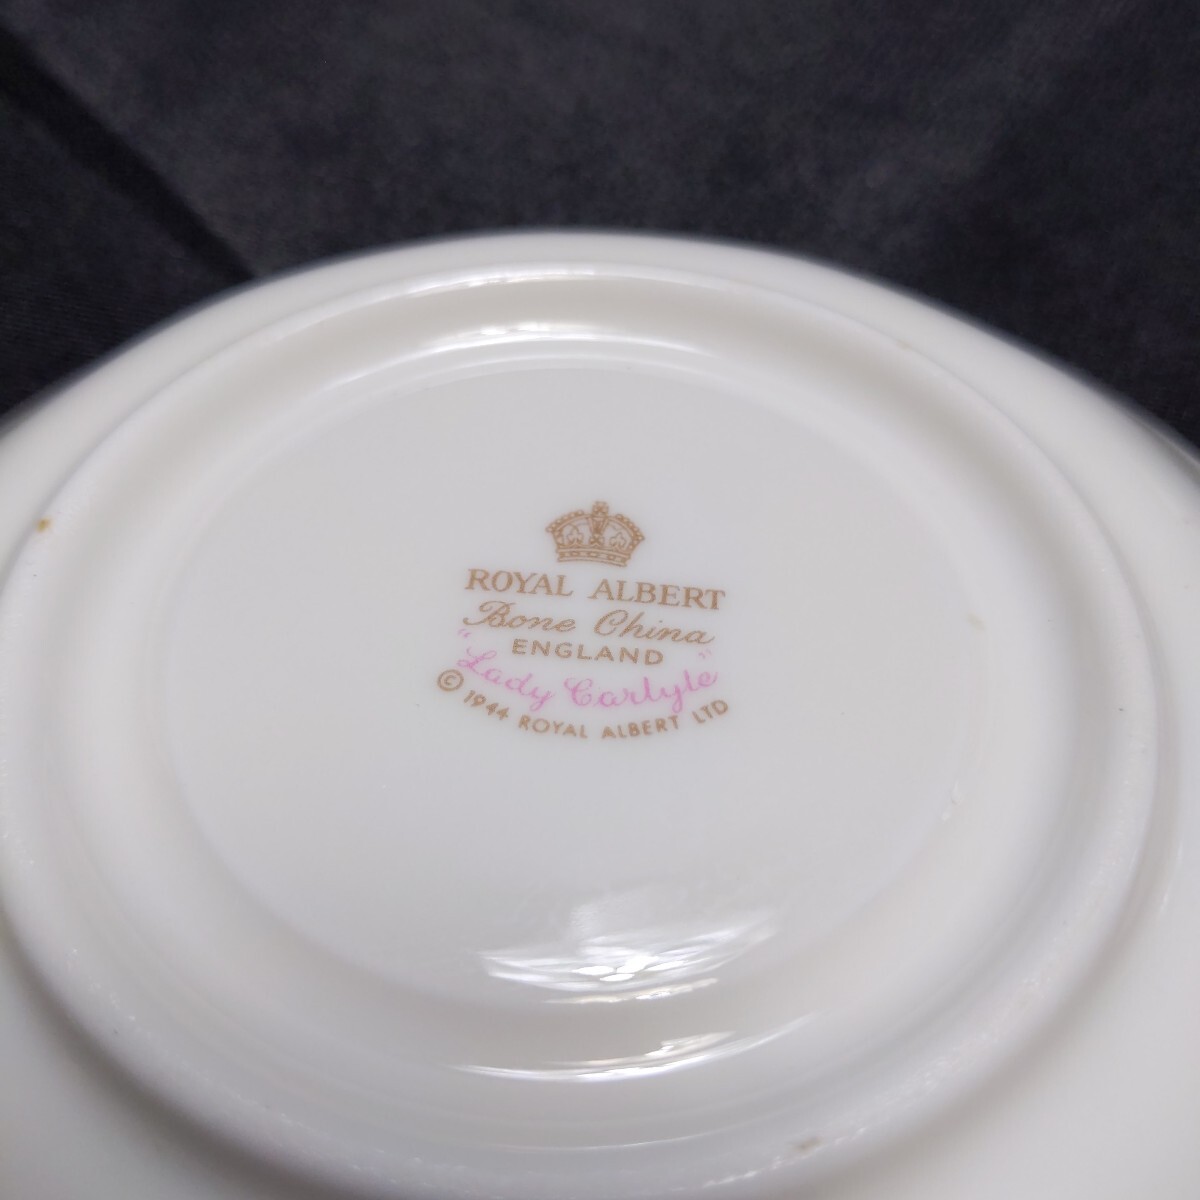 ROYAL ALBERT
Bone China
ENGLAND
"Lady Carlyle"
© 1944 ROYAL ALBERT LTD